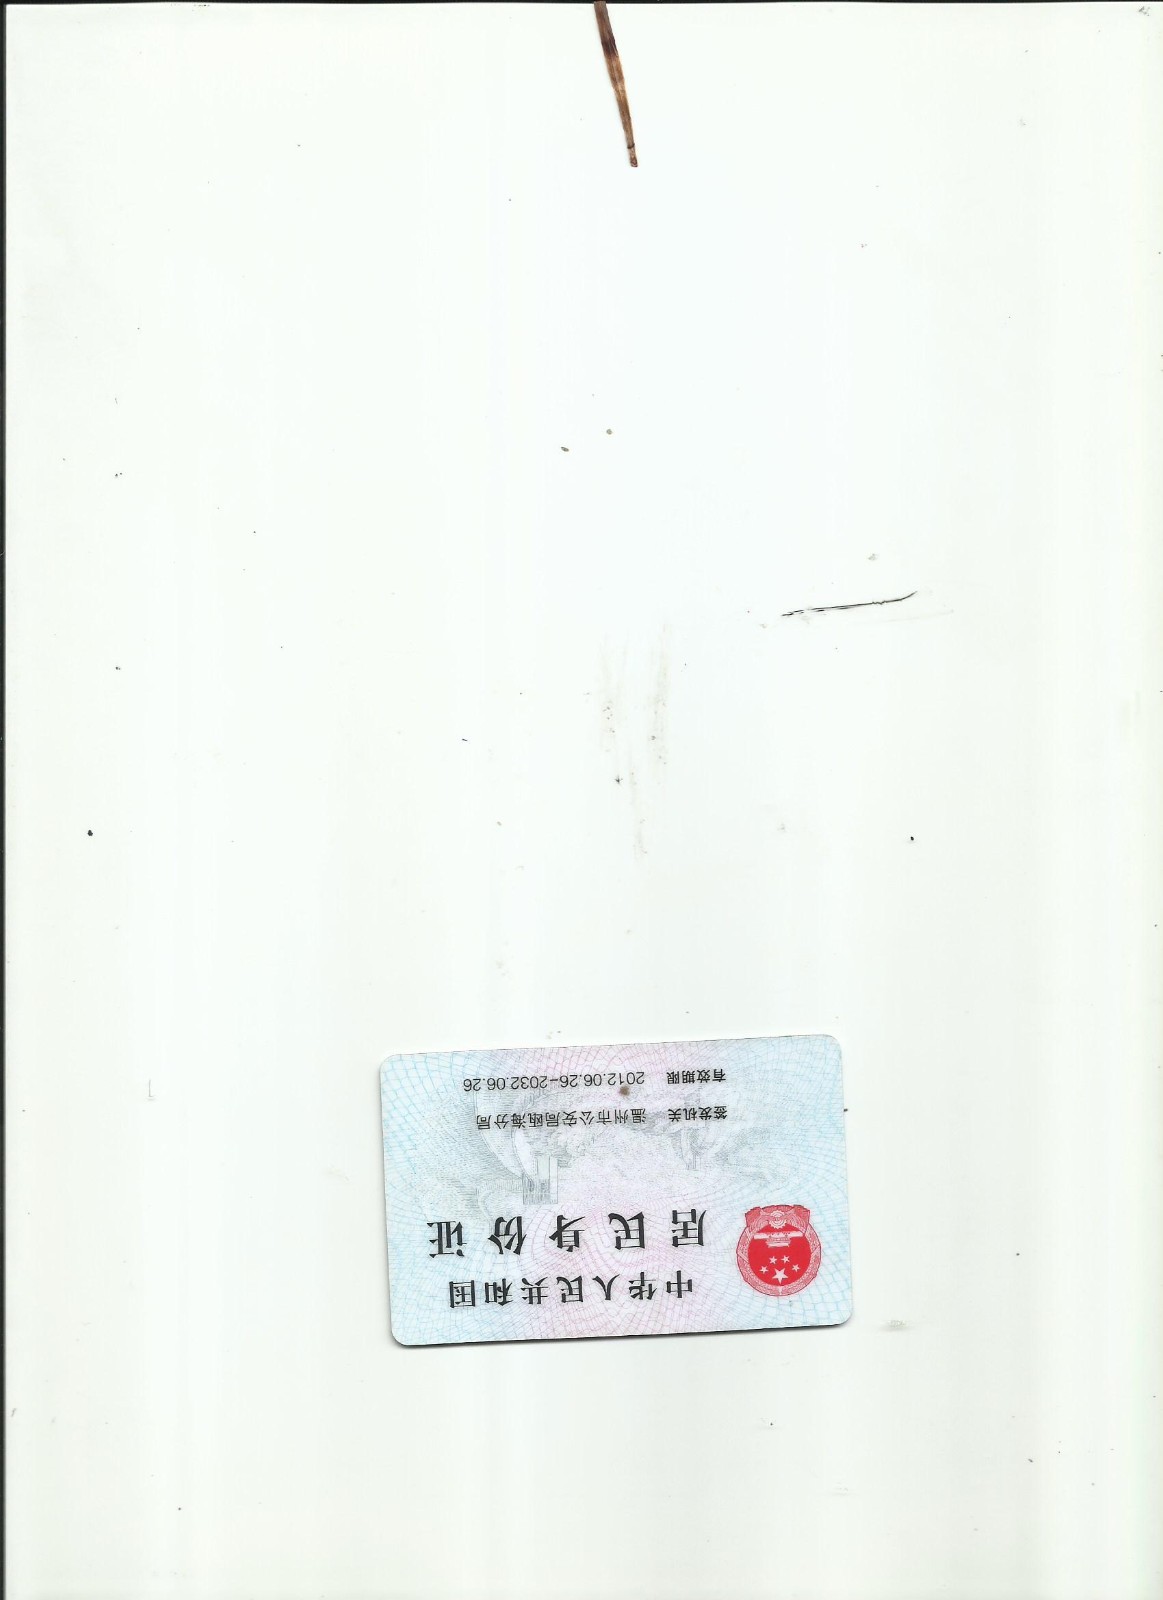 中华人民共和国
居民身份证
签发机关 温州市公安局瓯海分局
有效期限 2012.06.26-2032.06.26